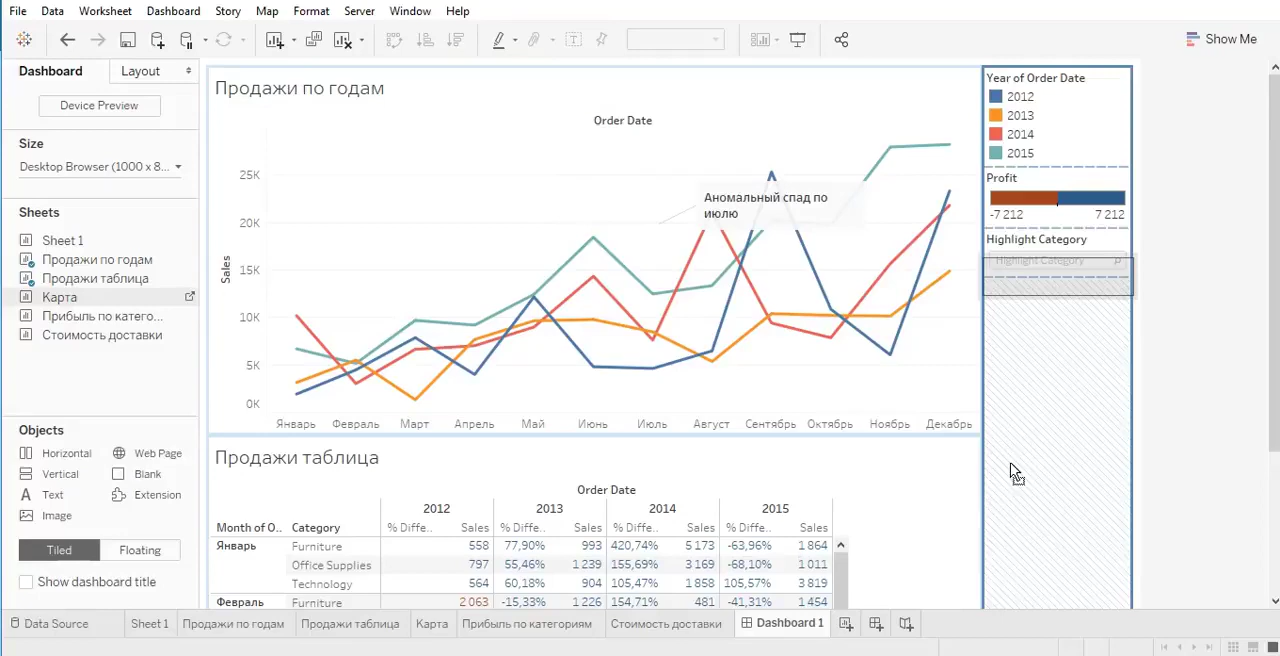 File Data Worksheet Dashboard Story Map Format Server Window Help
Show Me
Dashboard Layout
Device Preview
Size
Desktop Browser (1000 x 8...
Sheets
Sheet 1
Продажи по годам
Продажи таблица
Карта
Прибыль по катего...
Стоимость доставки
Objects
Horizontal Web Page
Vertical Blank
Text Extension
Image
Tiled Floating
Show dashboard title
Продажи по годам
Order Date
Sales
25K
20K
15K
10K
5K
0K
Аномальный спад по
июлю
Январь Февраль Март Апрель Май Июнь Июль Август Сентябрь Октябрь Ноябрь Декабрь
Year of Order Date
2012
2013
2014
2015
Profit
-7 212 7 212
Highlight Category
Highlight Category
Продажи таблица
Order Date
2012 2013 2014 2015
Month of O.. Category % Diffe.. Sales % Diffe.. Sales % Diffe.. Sales % Diffe.. Sales
Январь Furniture 558 77,90% 993 420,74% 5 173 -63,96% 1 864
Office Supplies 797 55,46% 1 239 155,69% 3 169 -68,10% 1 011
Technology 564 60,18% 904 105,47% 1 858 105,57% 3 819
Февраль Furniture 2 063 -15,33% 1 226 154,71% 481 -41,31% 1 454
Data Source Sheet 1 Продажи по годам Продажи таблица Карта Прибыль по категориям Стоимость доставки Dashboard 1